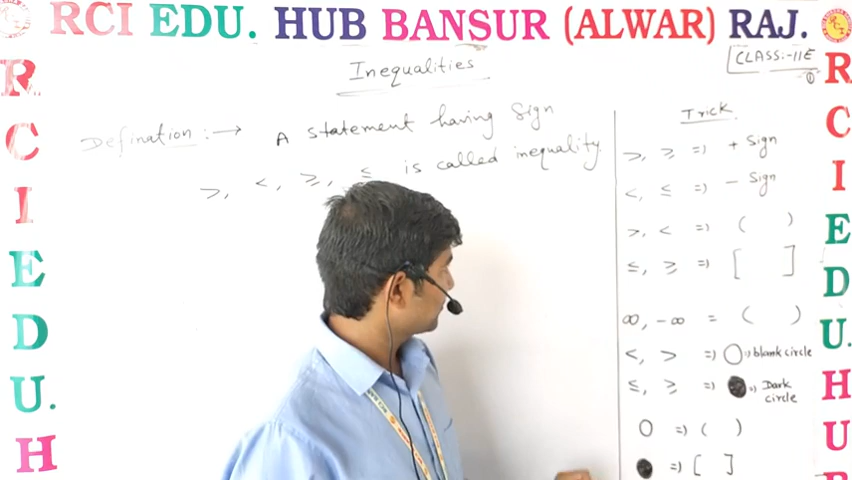 RCI EDU. HUB BANSUR (ALWAR) RAJ.
R
C
I
E
D
U.
H
R
C
I
E
D
U.
H
U
CLASS:-11E
①
Inequalities
Defination :→ A statement having Sign
>, <, ≥, ≤ is called inequality.
Trick
>, ≥ =) + Sign
<, ≤ =) - Sign
>, < =) ( )
≤, ≥ =) [ ]
∞, -∞ = ( )
<, > =) ○ =) blank circle
≤, ≥ =) ● =) Dark circle
○ =) ( )
● =) [ ]